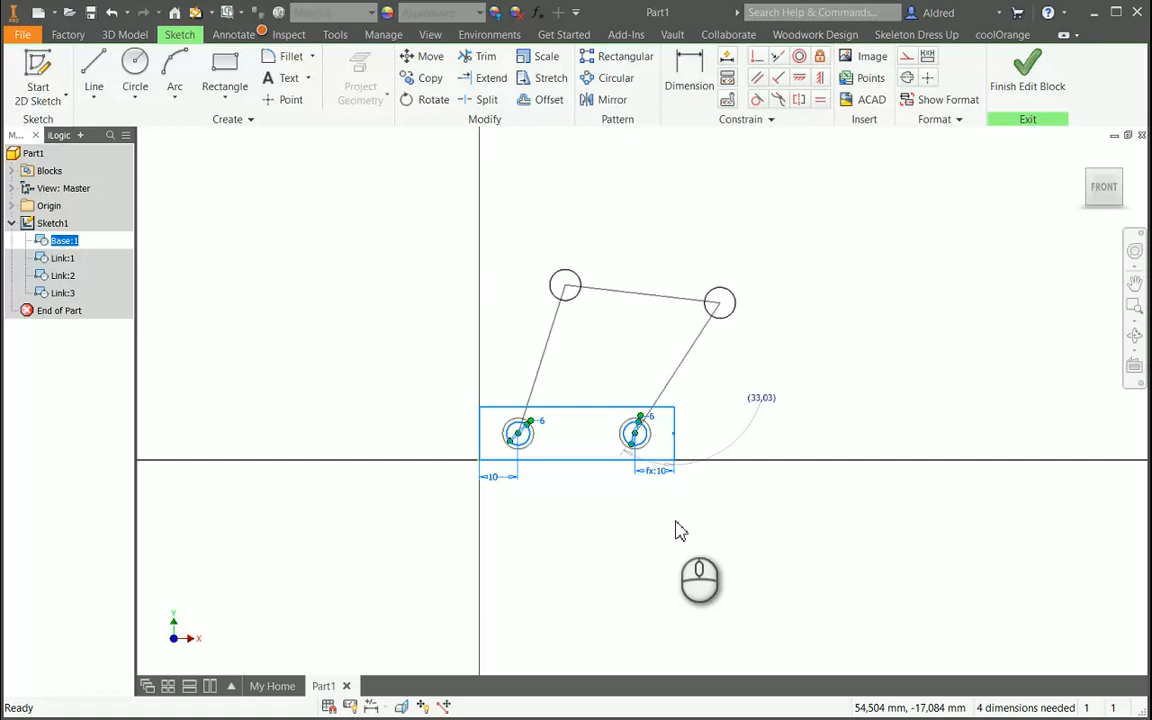 Part1
Search Help & Commands...
Aldred
File Factory 3D Model Sketch Annotate Inspect Tools Manage View Environments Get Started Add-Ins Vault Collaborate Woodwork Design Skeleton Dress Up coolOrange
Start
2D Sketch
Line
Circle
Arc
Rectangle
Fillet
Text
Point
Project
Geometry
Move
Copy
Rotate
Trim
Extend
Split
Scale
Stretch
Offset
Rectangular
Circular
Mirror
Dimension
Image
Points
ACAD
Show Format
Finish Edit Block
Sketch Create Modify Pattern Constrain Insert Format Exit
M... iLogic +
Part1
Blocks
View: Master
Origin
Sketch1
Base:1
Link:1
Link:2
Link:3
End of Part
FRONT
(33,03)
6
6
10
fx:10
Y
X
My Home Part1
Ready
54,504 mm, -17,084 mm 4 dimensions needed 1 1